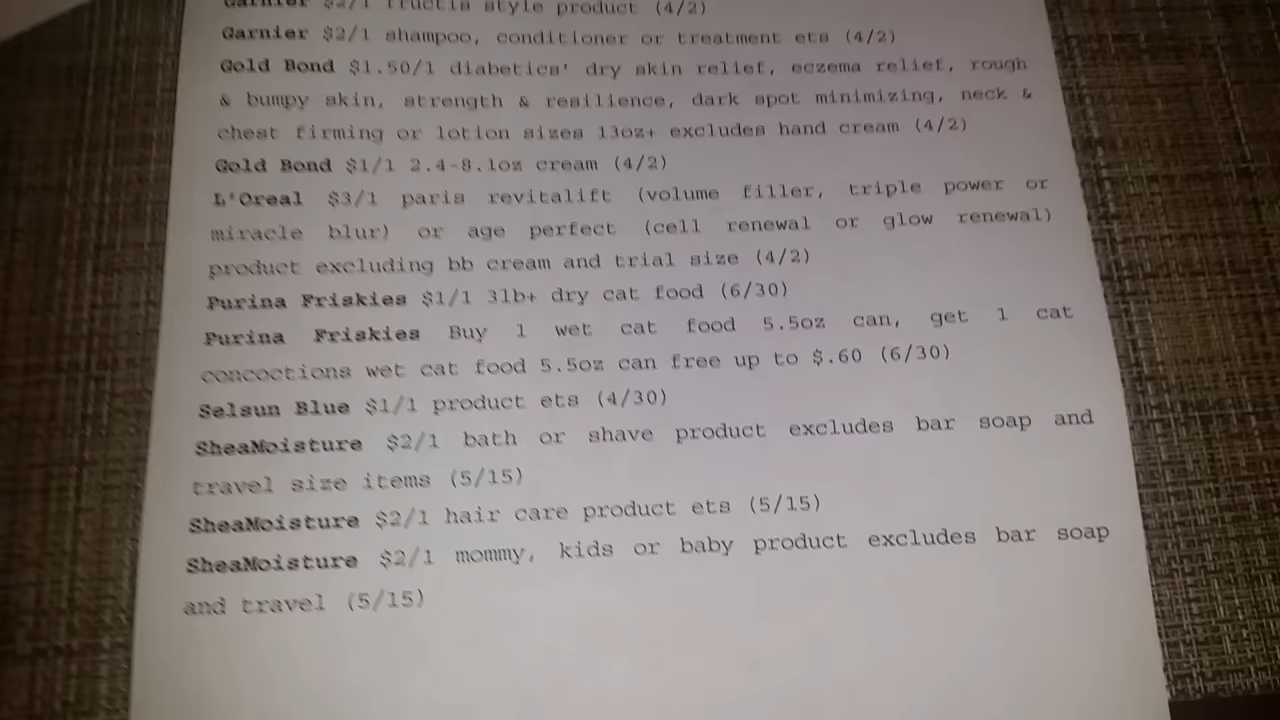 Garnier $2/1 fructis style product (4/2)
Garnier $2/1 shampoo, conditioner or treatment ets (4/2)
Gold Bond $1.50/1 diabetics' dry skin relief, eczema relief, rough
& bumpy skin, strength & resilience, dark spot minimizing, neck &
chest firming or lotion sizes 13oz+ excludes hand cream (4/2)
Gold Bond $1/1 2.4-8.1oz cream (4/2)
L'Oreal $3/1 paris revitalift (volume filler, triple power or
miracle blur) or age perfect (cell renewal or glow renewal)
product excluding bb cream and trial size (4/2)
Purina Friskies $1/1 3lb+ dry cat food (6/30)
Purina Friskies Buy 1 wet cat food 5.5oz can, get 1 cat
concoctions wet cat food 5.5oz can free up to $.60 (6/30)
Selsun Blue $1/1 product ets (4/30)
SheaMoisture $2/1 bath or shave product excludes bar soap and
travel size items (5/15)
SheaMoisture $2/1 hair care product ets (5/15)
SheaMoisture $2/1 mommy, kids or baby product excludes bar soap
and travel (5/15)